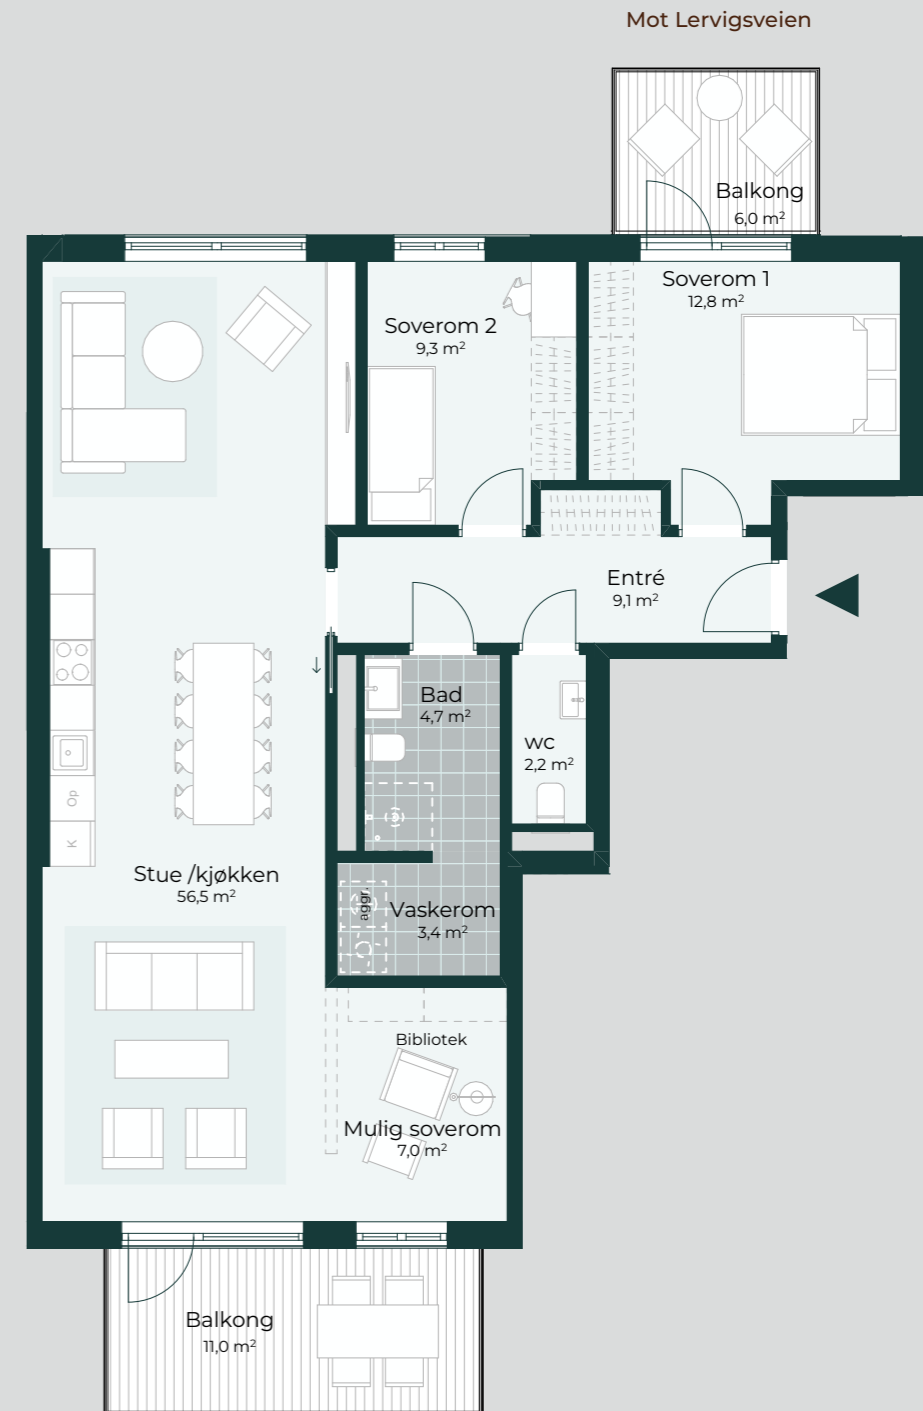 Mot Lervigsveien
Balkong
6,0 m²
Soverom 1
12,8 m²
Soverom 2
9,3 m²
Entré
9,1 m²
Bad
4,7 m²
WC
2,2 m²
Op
K
Stue /kjøkken
56,5 m²
aggr.
Vaskerom
3,4 m²
Bibliotek
Mulig soverom
7,0 m²
Balkong
11,0 m²